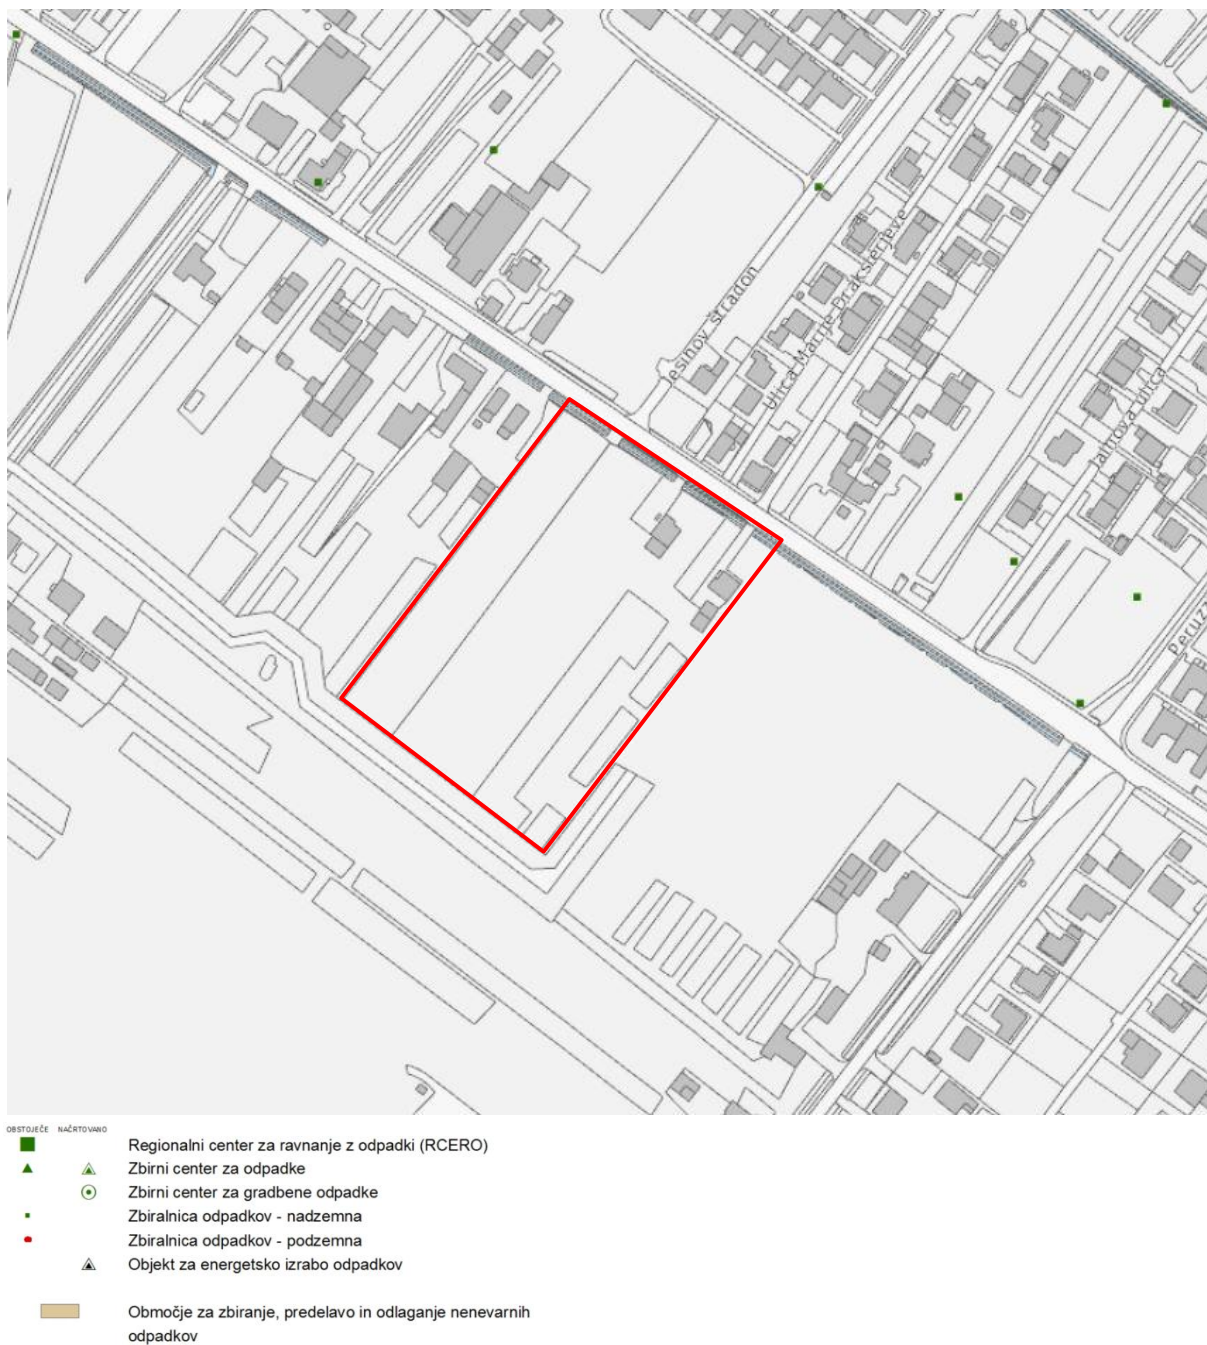 esihov štradon
Ulica Marije Drakslerjeve
OBSTOJEČE NAČRTOVANO
Regionalni center za ravnanje z odpadki (RCERO)
Zbirni center za odpadke
Zbirni center za gradbene odpadke
Zbiralnica odpadkov - nadzemna
Zbiralnica odpadkov - podzemna
Objekt za energetsko izrabo odpadkov
Območje za zbiranje, predelavo in odlaganje nenevarnih
odpadkov